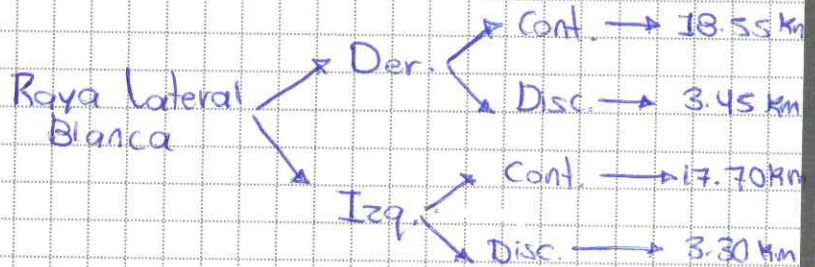 Raya Lateral
Blanca
Der.
Cont. → 18.55 Km
Disc. → 3.45 Km
Izq.
Cont. → 17.70 Km
Disc. → 3.30 Km